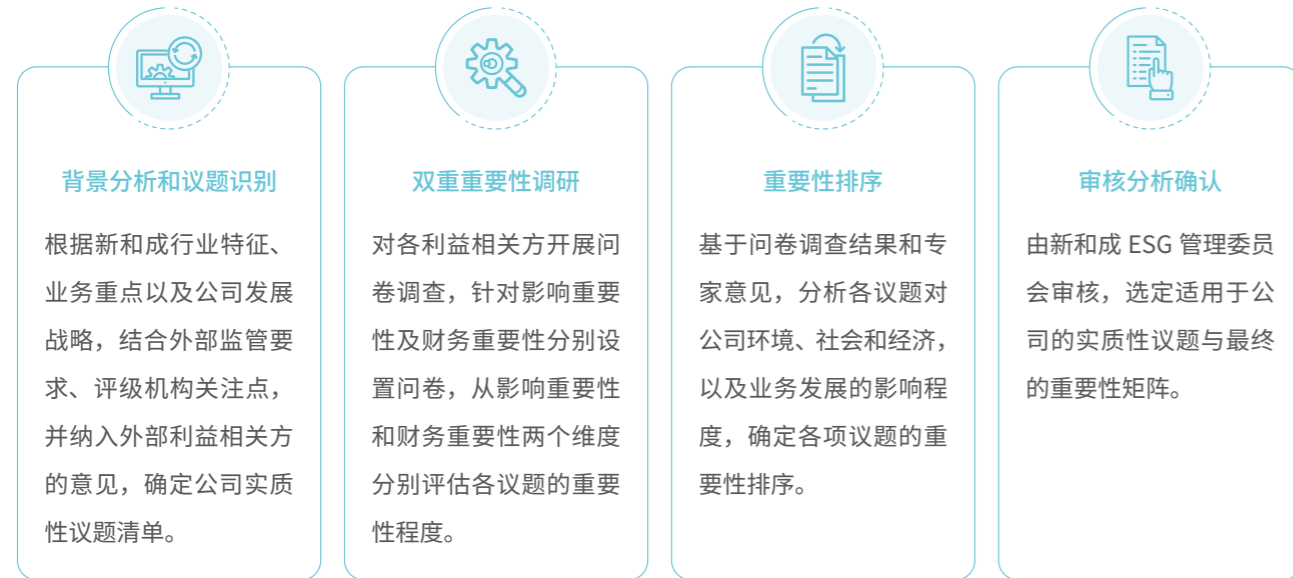 背景分析和议题识别
根据新和成行业特征、
业务重点以及公司发展
战略，结合外部监管要
求、评级机构关注点，
并纳入外部利益相关方
的意见，确定公司实质
性议题清单。
双重重要性调研
对各利益相关方开展问
卷调查，针对影响重要
性及财务重要性分别设
置问卷，从影响重要性
和财务重要性两个维度
分别评估各议题的重要
性程度。
重要性排序
基于问卷调查结果和专
家意见，分析各议题对
公司环境、社会和经济，
以及业务发展的影响程
度，确定各项议题的重
要性排序。
审核分析确认
由新和成 ESG 管理委员
会审核，选定适用于公
司的实质性议题与最终
的重要性矩阵。